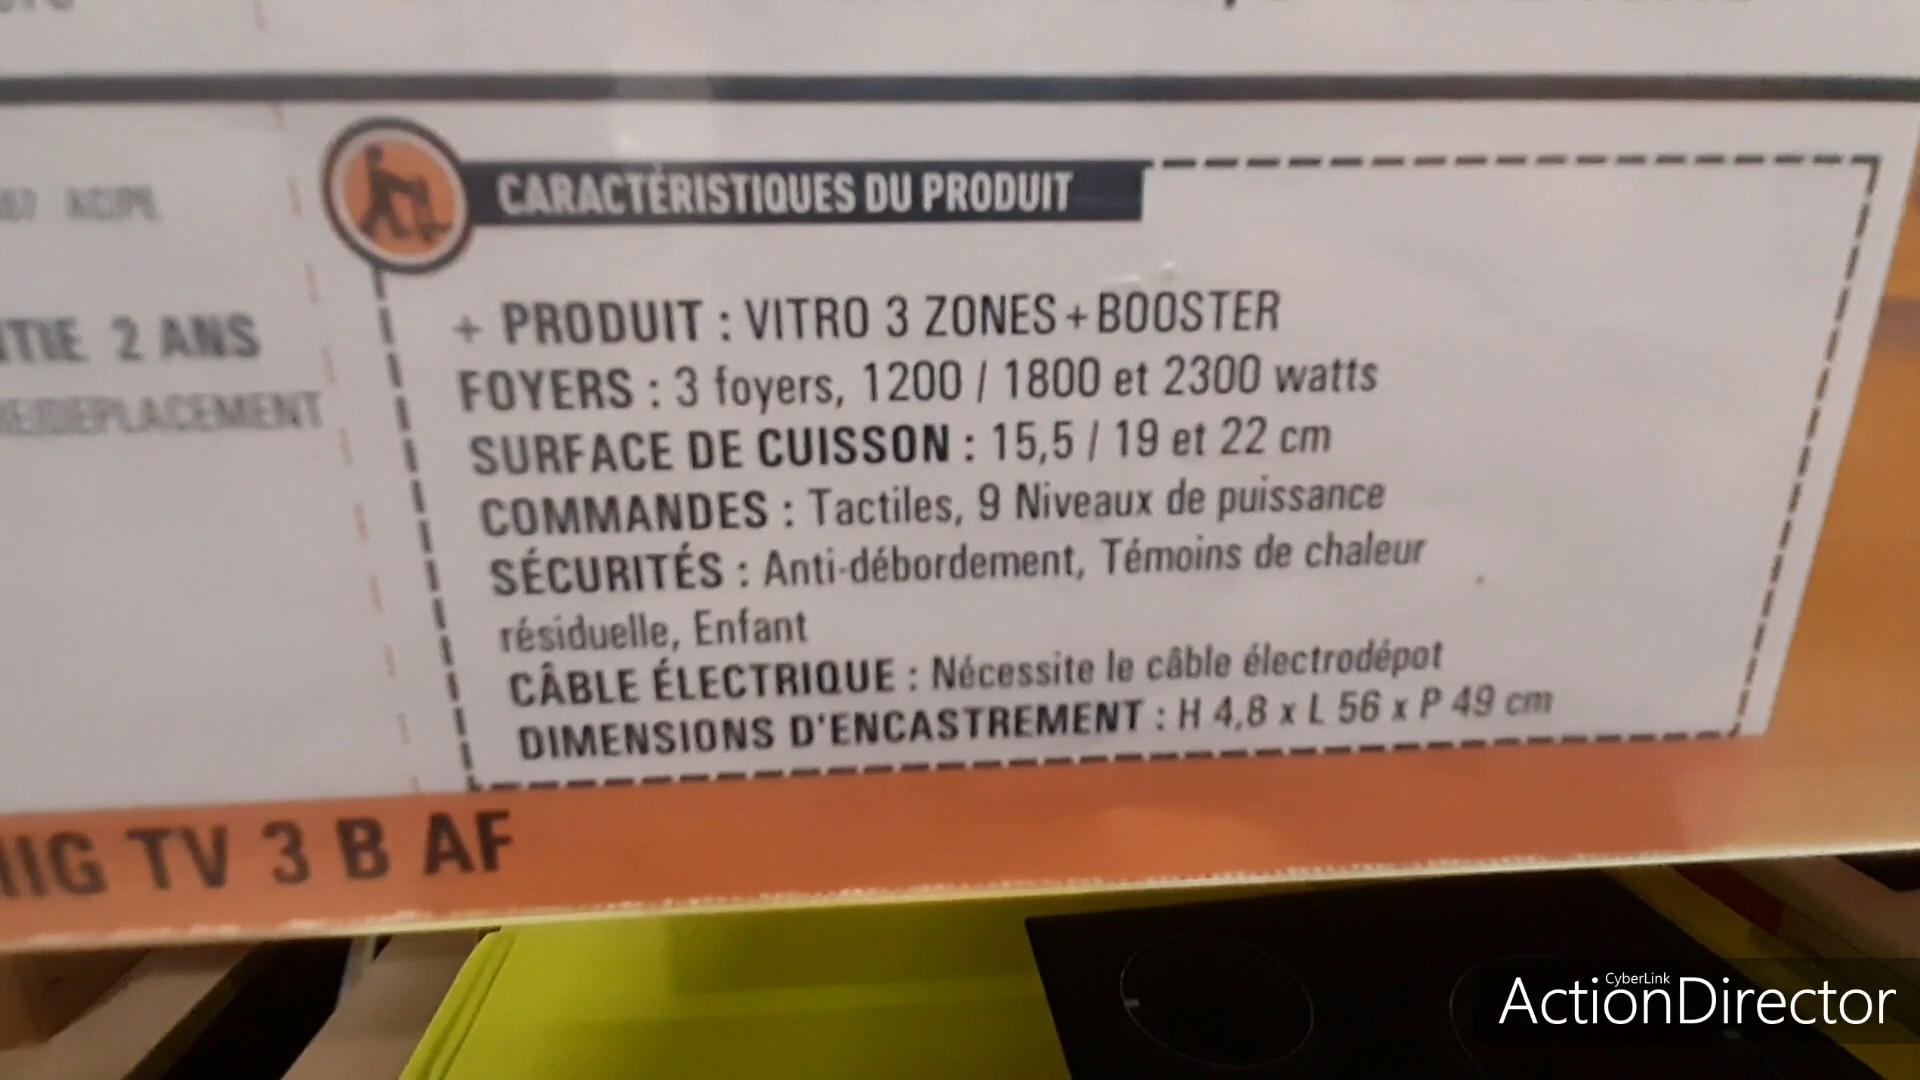 CARACTÉRISTIQUES DU PRODUIT
+ PRODUIT : VITRO 3 ZONES + BOOSTER
FOYERS : 3 foyers, 1200 / 1800 et 2300 watts
SURFACE DE CUISSON : 15,5 / 19 et 22 cm
2 ANS
COMMANDES : Tactiles, 9 Niveaux de puissance
DEPLACEMENT
SÉCURITÉS : Anti-débordement, Témoins de chaleur
résiduelle, Enfant
CÂBLE ÉLECTRIQUE : Nécessite le câble électrodépot
DIMENSIONS D'ENCASTREMENT : H 4,8 x L 56 x P 49 cm
TV 3 B AF
CyberLink
ActionDirector